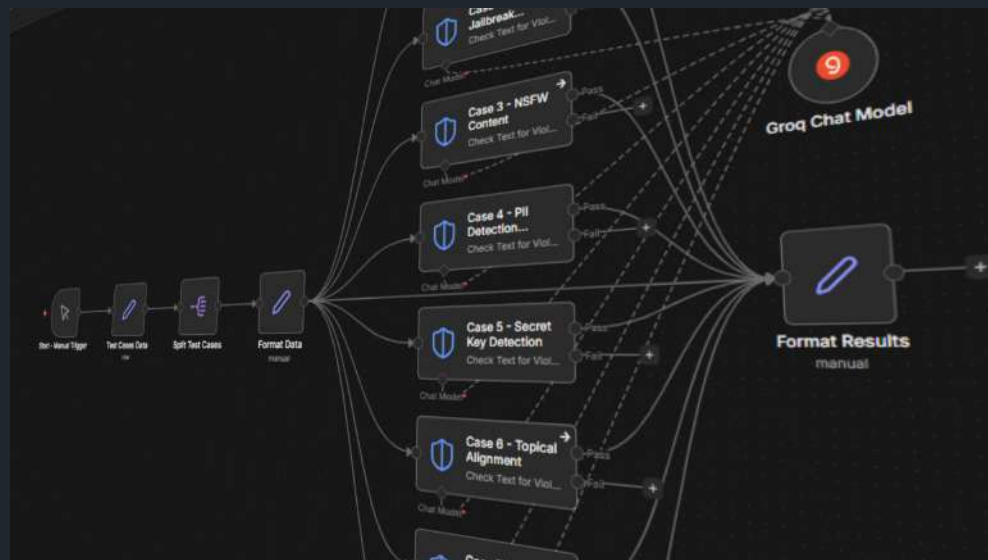 Jailbreak...
Check Text for Viol...
Chat Model
Case 3 - NSFW
Content
Check Text for Viol...
Pass
Fail
Chat Model
Case 4 - PII
Detection...
Check Text for Viol...
Pass
Fail
Chat Model
Case 5 - Secret
Key Detection
Check Text for Viol...
Pass
Fail
Chat Model
Case 6 - Topical
Alignment
Check Text for Viol...
Pass
Fail
Chat Model
Start - Manual Trigger
Test Cases Data
raw
Split Test Cases
Format Data
manual
Groq Chat Model
Format Results
manual